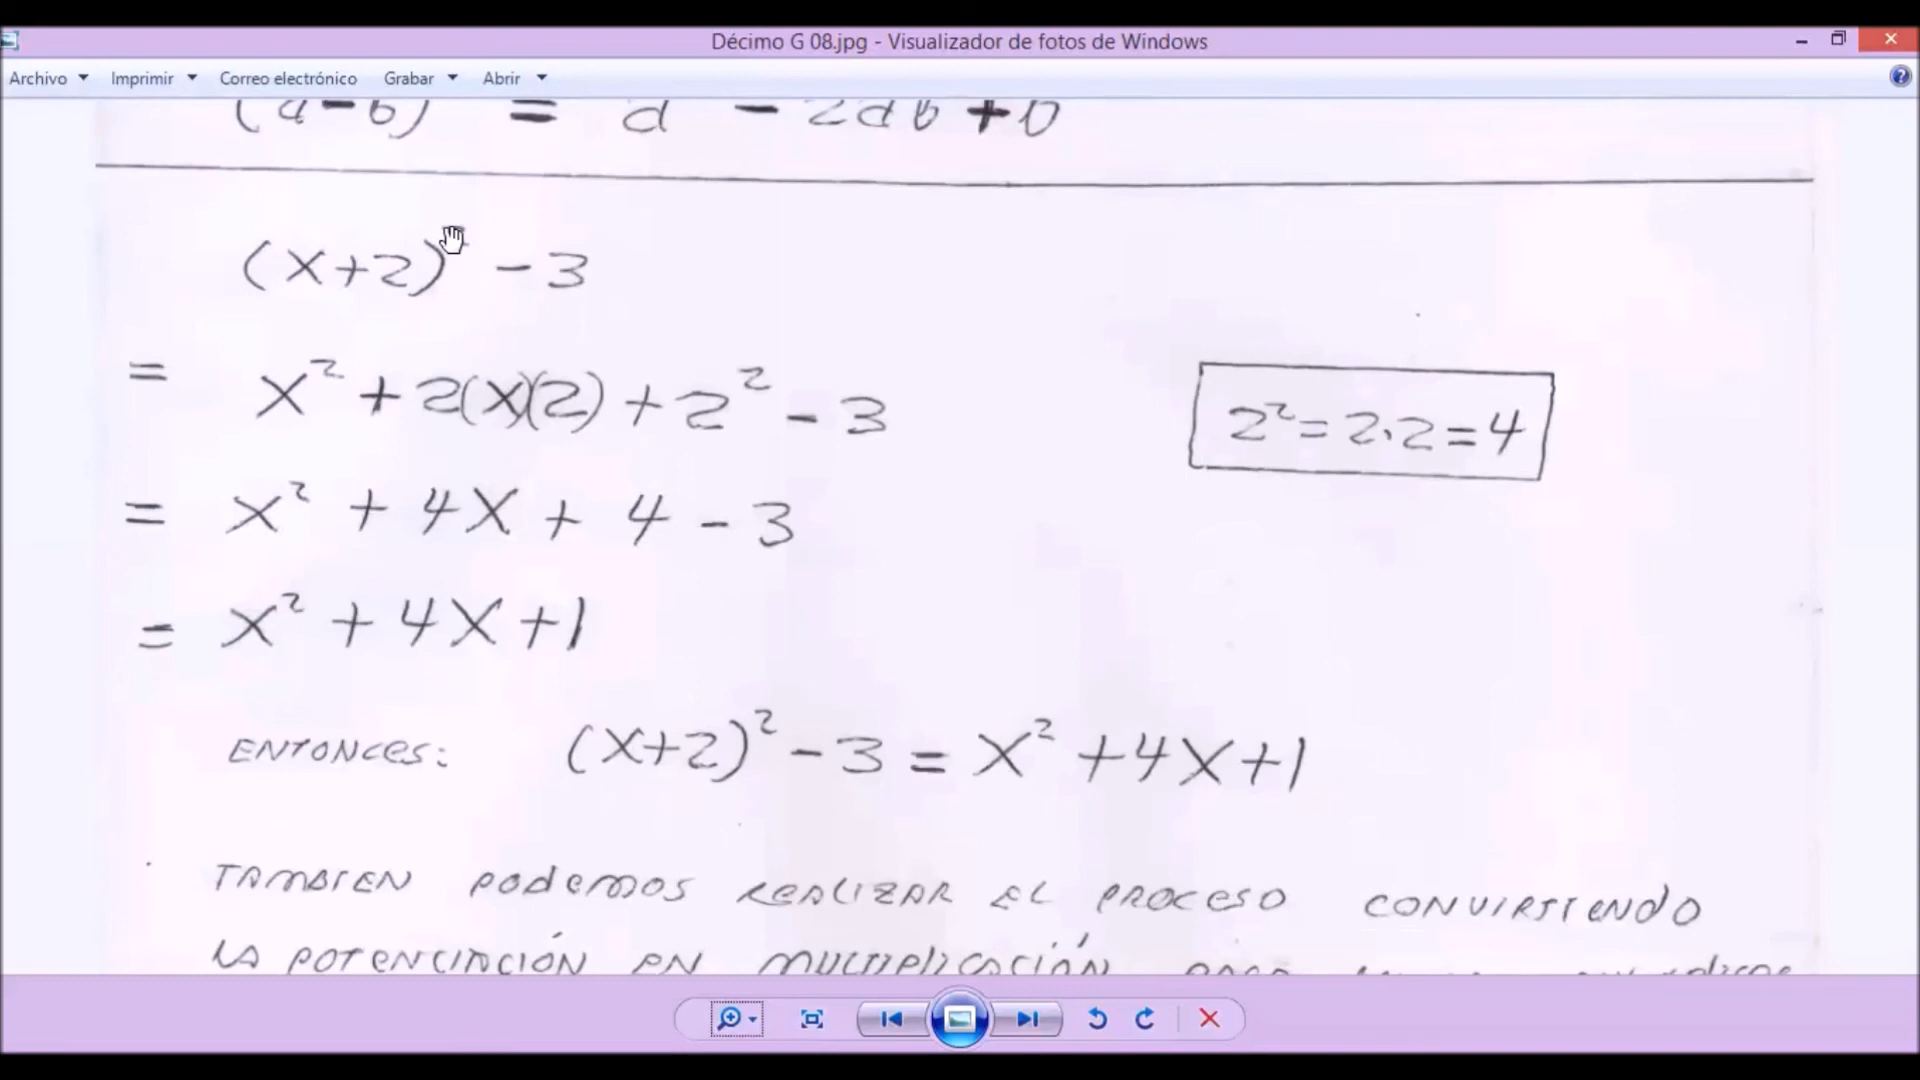 Décimo G 08.jpg - Visualizador de fotos de Windows
Archivo Imprimir Correo electrónico Grabar Abrir
(a-b) = a - 2ab + b
(x+2) - 3
= x² + 2(x)(2) + 2² - 3
2² = 2·2 = 4
= x² + 4x + 4 - 3
= x² + 4x + 1
ENTONCES: (x+2)² - 3 = x² + 4x + 1
TAMBIEN PODEMOS REALIZAR EL PROCESO CONVIRTIENDO
LA POTENCIACIÓN EN MULTIPLICACIÓN